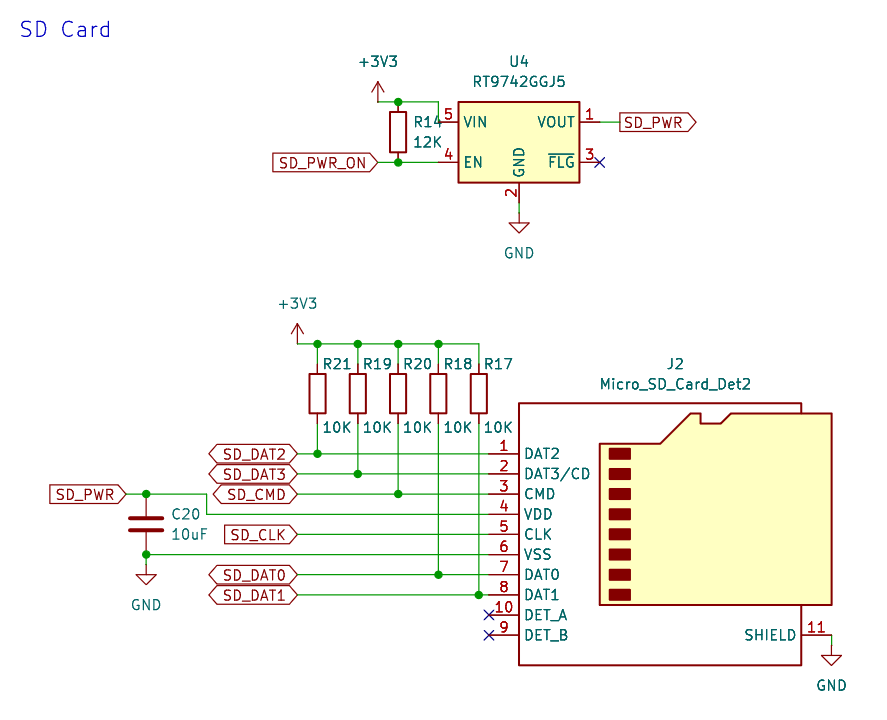 SD Card
+3V3
U4
RT9742GGJ5
R14
12K
5
VIN
VOUT
1
SD_PWR
SD_PWR_ON
4
EN
GND
FLG
3
2
GND
+3V3
R21
R19
R20
R18
R17
J2
Micro_SD_Card_Det2
10K
10K
10K
10K
10K
SD_DAT2
1
DAT2
SD_DAT3
2
DAT3/CD
SD_PWR
SD_CMD
3
CMD
C20
10uF
4
VDD
SD_CLK
5
CLK
6
VSS
SD_DAT0
7
DAT0
SD_DAT1
8
DAT1
GND
10
DET_A
9
DET_B
SHIELD
11
GND